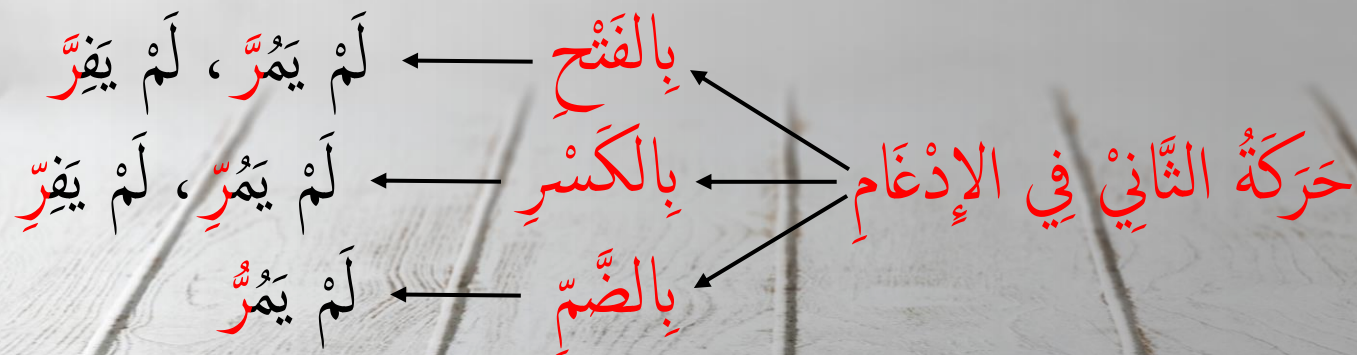 حَرَكَةُ الثَّانِيْ فِي الإِدْغَامِ
بِالفَتْحِ
لَمْ يَمُرَّ ، لَمْ يَفِرَّ
بِالكَسْرِ
لَمْ يَمُرِّ ، لَمْ يَفِرِّ
بِالضَّمِّ
لَمْ يَمُرُّ